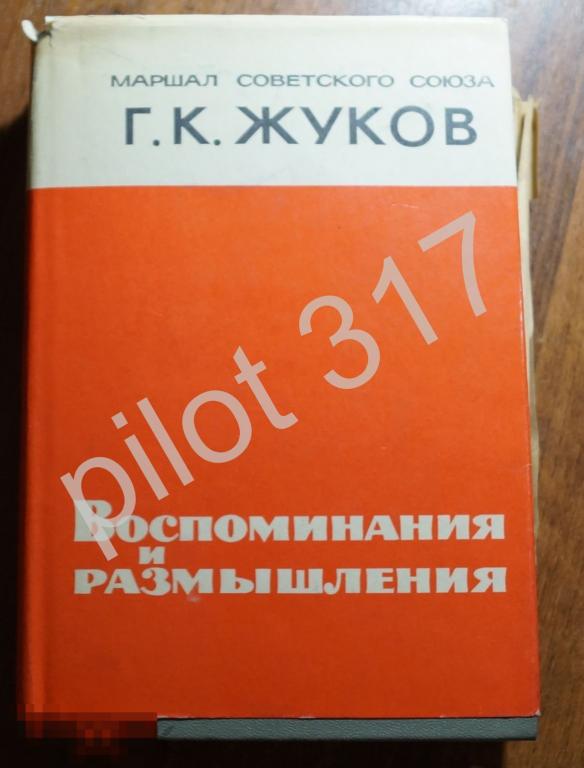 МАРШАЛ СОВЕТСКОГО СОЮЗА
Г.К.ЖУКОВ
pilot 317
ВОСПОМИНАНИЯ
И
РАЗМЫШЛЕНИЯ